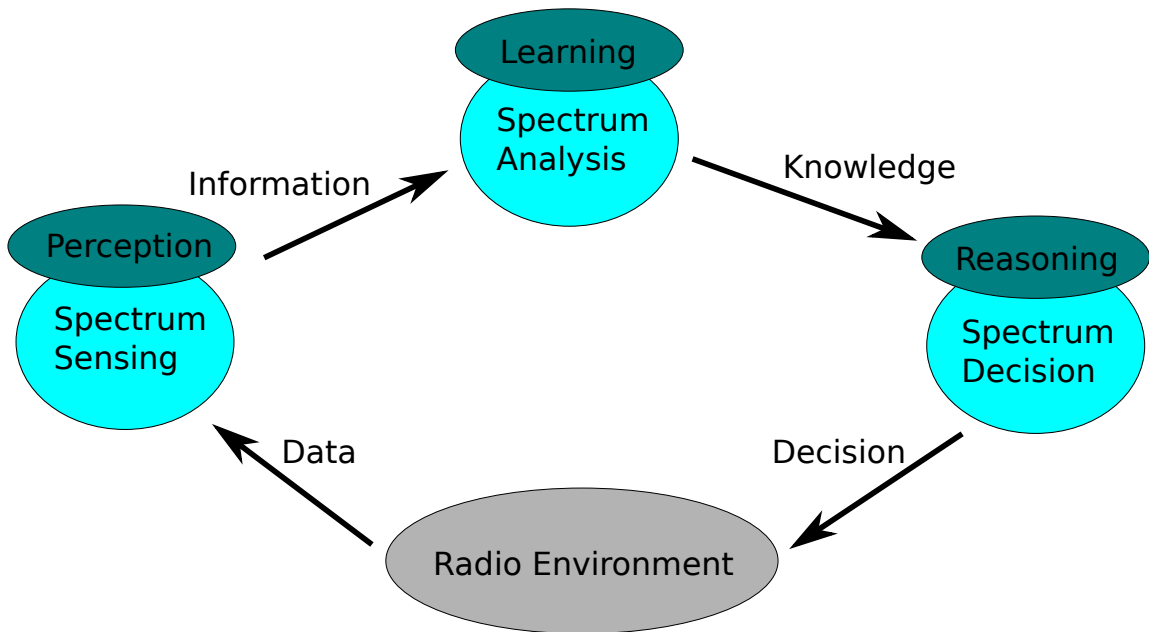 Learning
Spectrum
Analysis
Information
Knowledge
Perception
Spectrum
Sensing
Reasoning
Spectrum
Decision
Data
Decision
Radio Environment